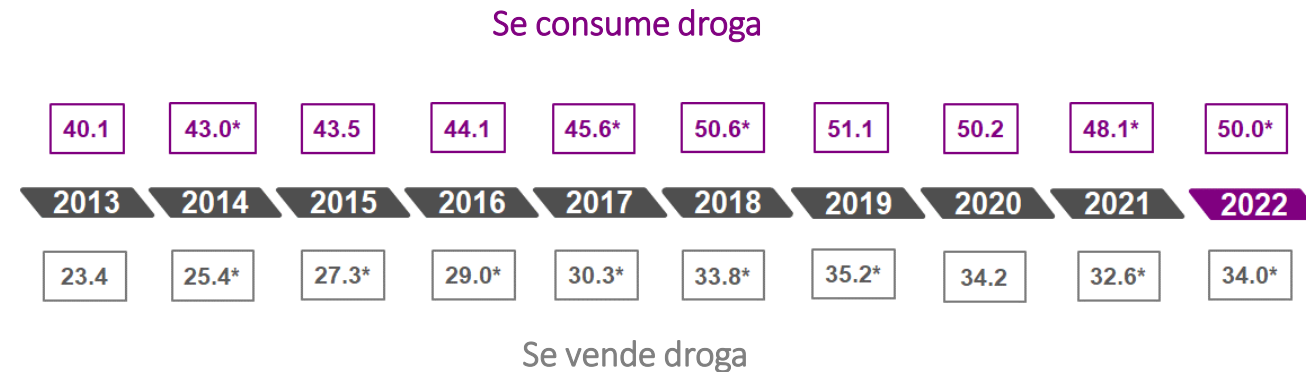 Se consume droga
40.1 43.0* 43.5 44.1 45.6* 50.6* 51.1 50.2 48.1* 50.0*
2013 2014 2015 2016 2017 2018 2019 2020 2021 2022
23.4 25.4* 27.3* 29.0* 30.3* 33.8* 35.2* 34.2 32.6* 34.0*
Se vende droga